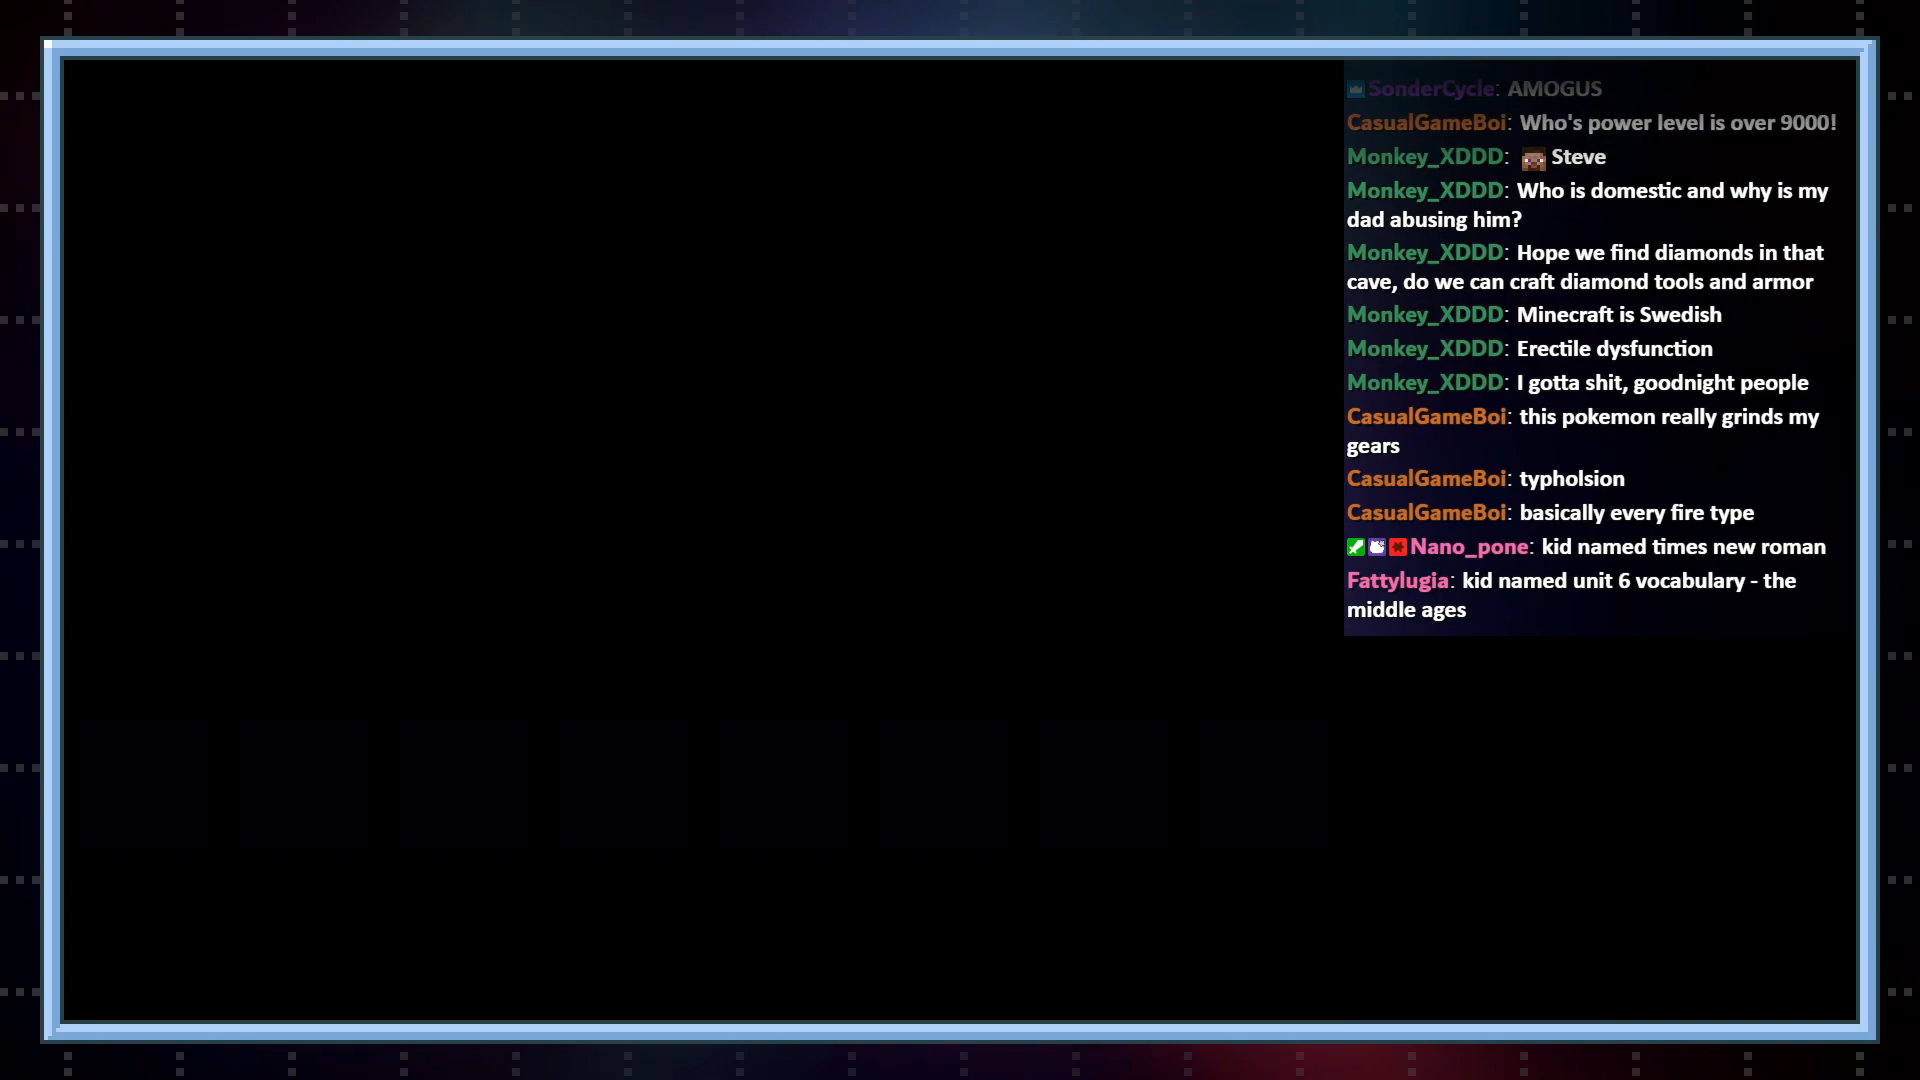 SonderCycle: AMOGUS
CasualGameBoi: Who's power level is over 9000!
Monkey_XDDD: Steve
Monkey_XDDD: Who is domestic and why is my
dad abusing him?
Monkey_XDDD: Hope we find diamonds in that
cave, do we can craft diamond tools and armor
Monkey_XDDD: Minecraft is Swedish
Monkey_XDDD: Erectile dysfunction
Monkey_XDDD: I gotta shit, goodnight people
CasualGameBoi: this pokemon really grinds my
gears
CasualGameBoi: typholsion
CasualGameBoi: basically every fire type
Nano_pone: kid named times new roman
Fattylugia: kid named unit 6 vocabulary - the
middle ages